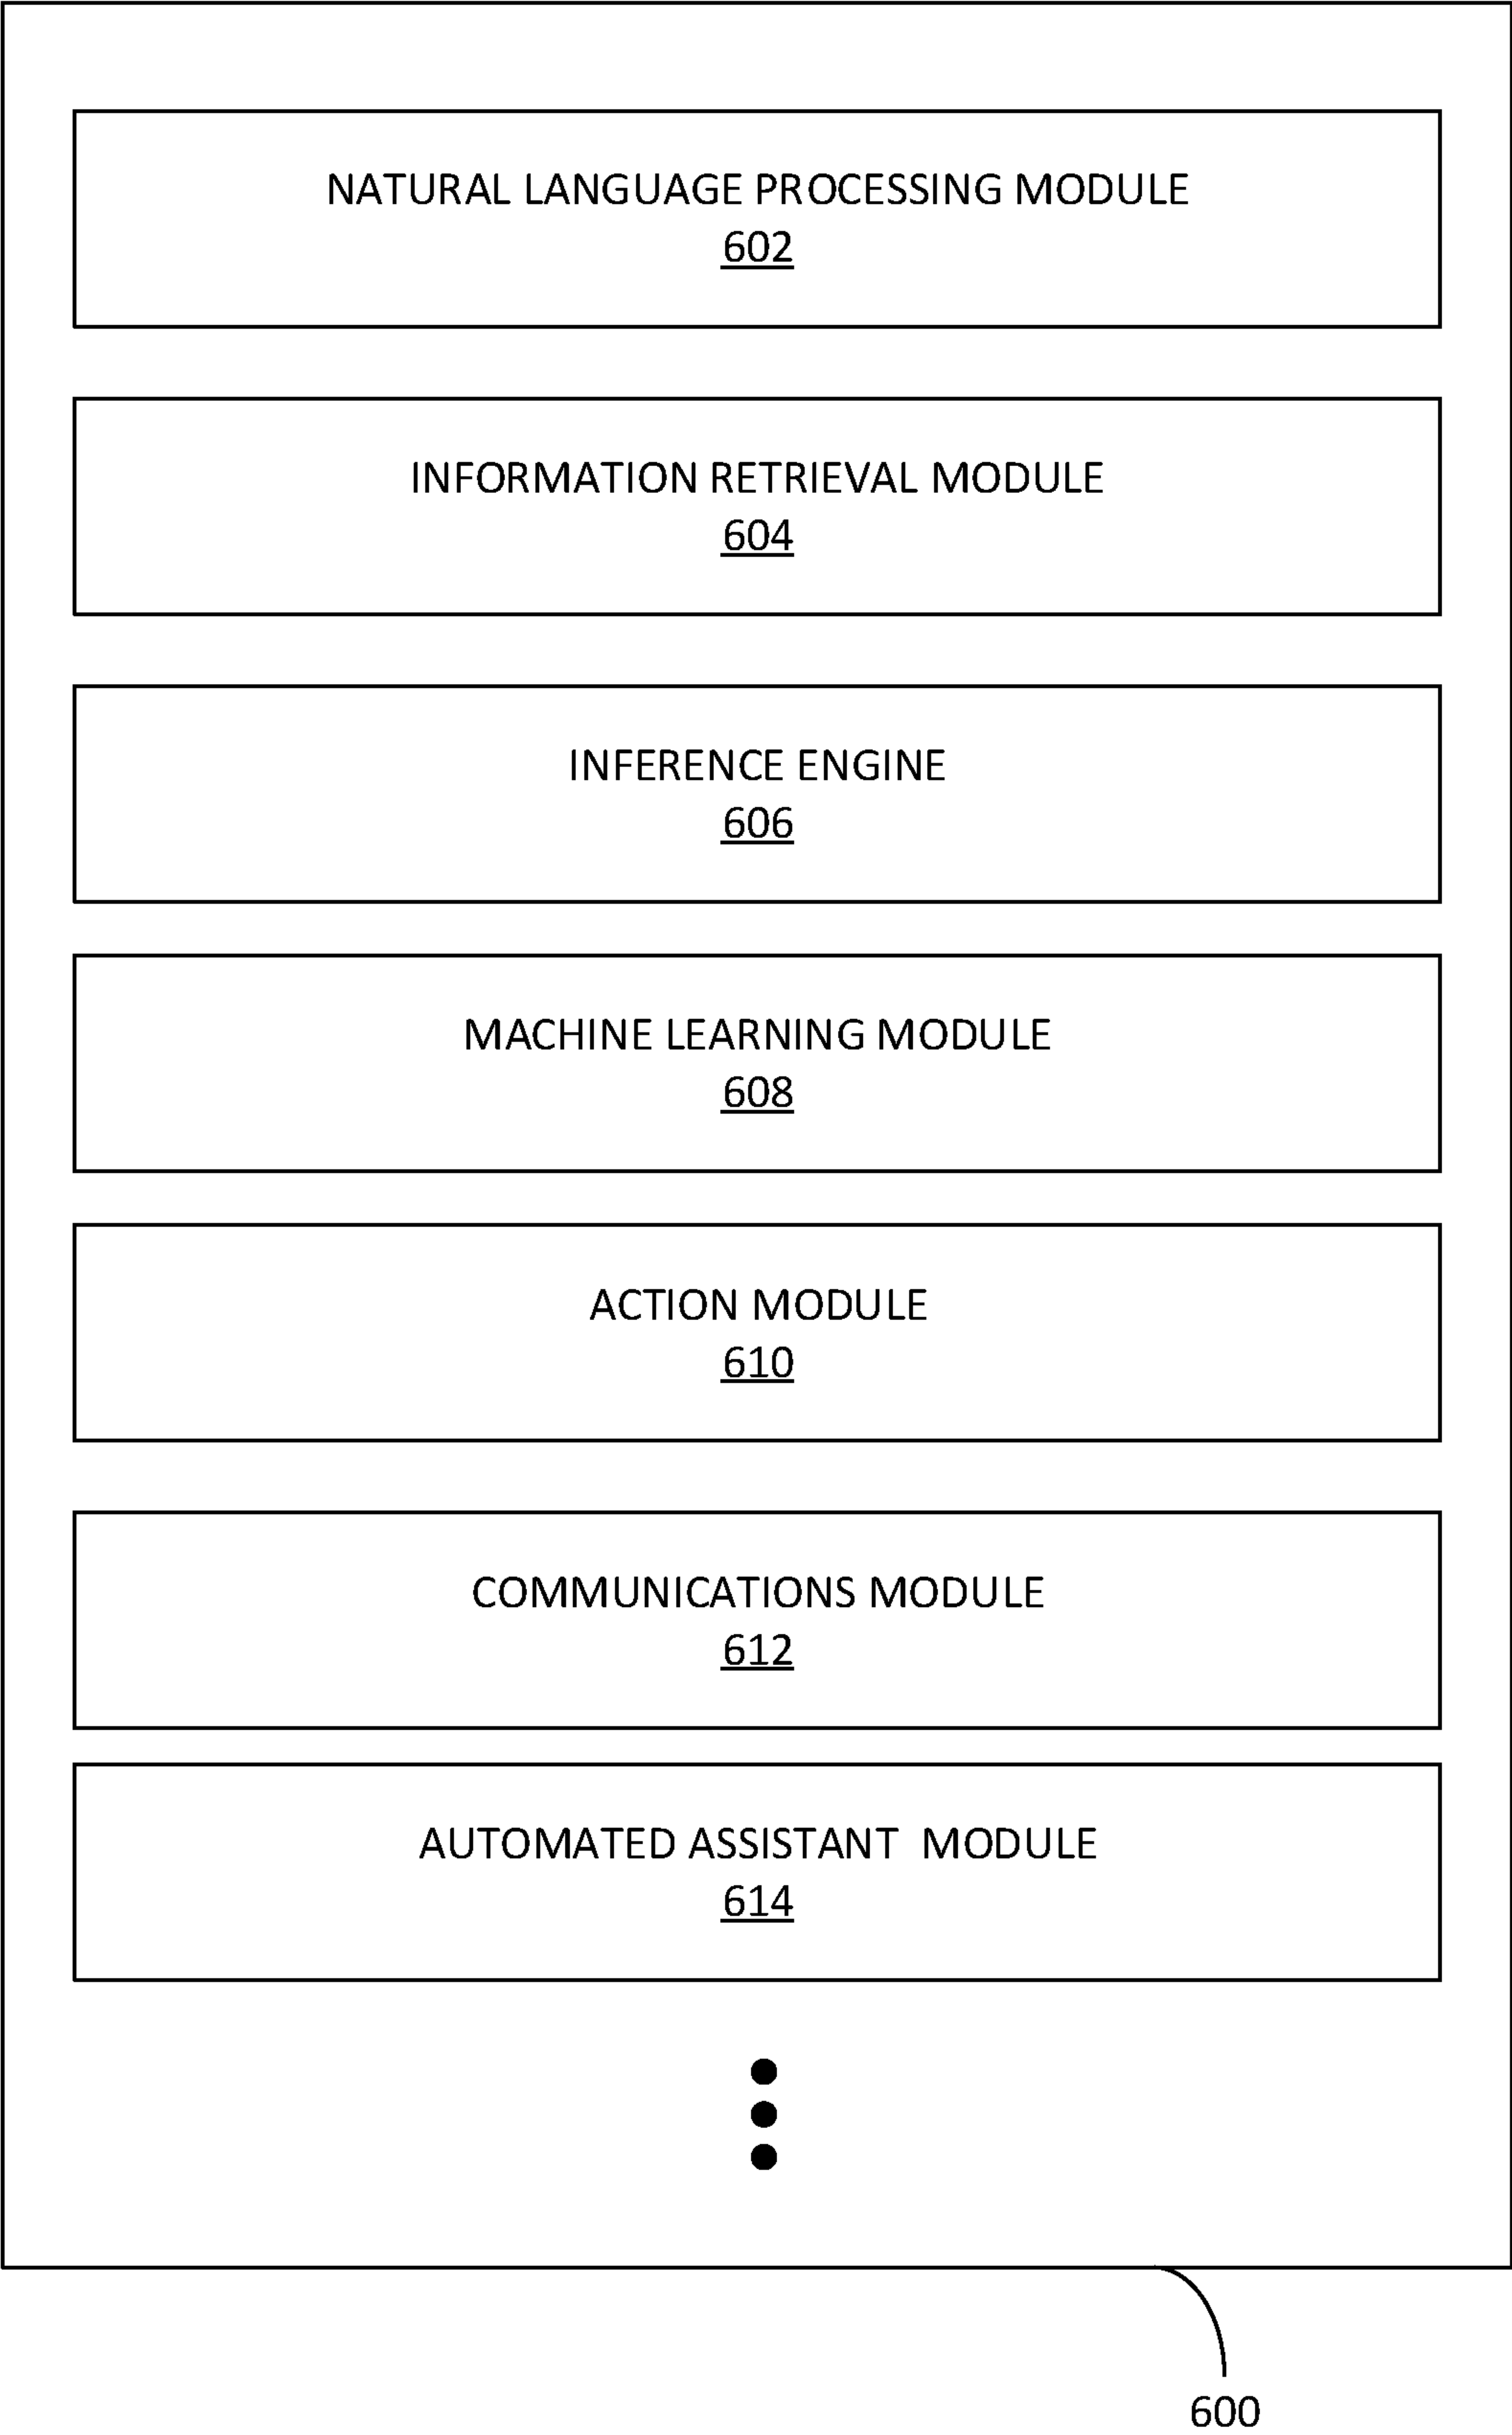 NATURAL LANGUAGE PROCESSING MODULE
602
INFORMATION RETRIEVAL MODULE
604
INFERENCE ENGINE
606
MACHINE LEARNING MODULE
608
ACTION MODULE
610
COMMUNICATIONS MODULE
612
AUTOMATED ASSISTANT MODULE
614
600